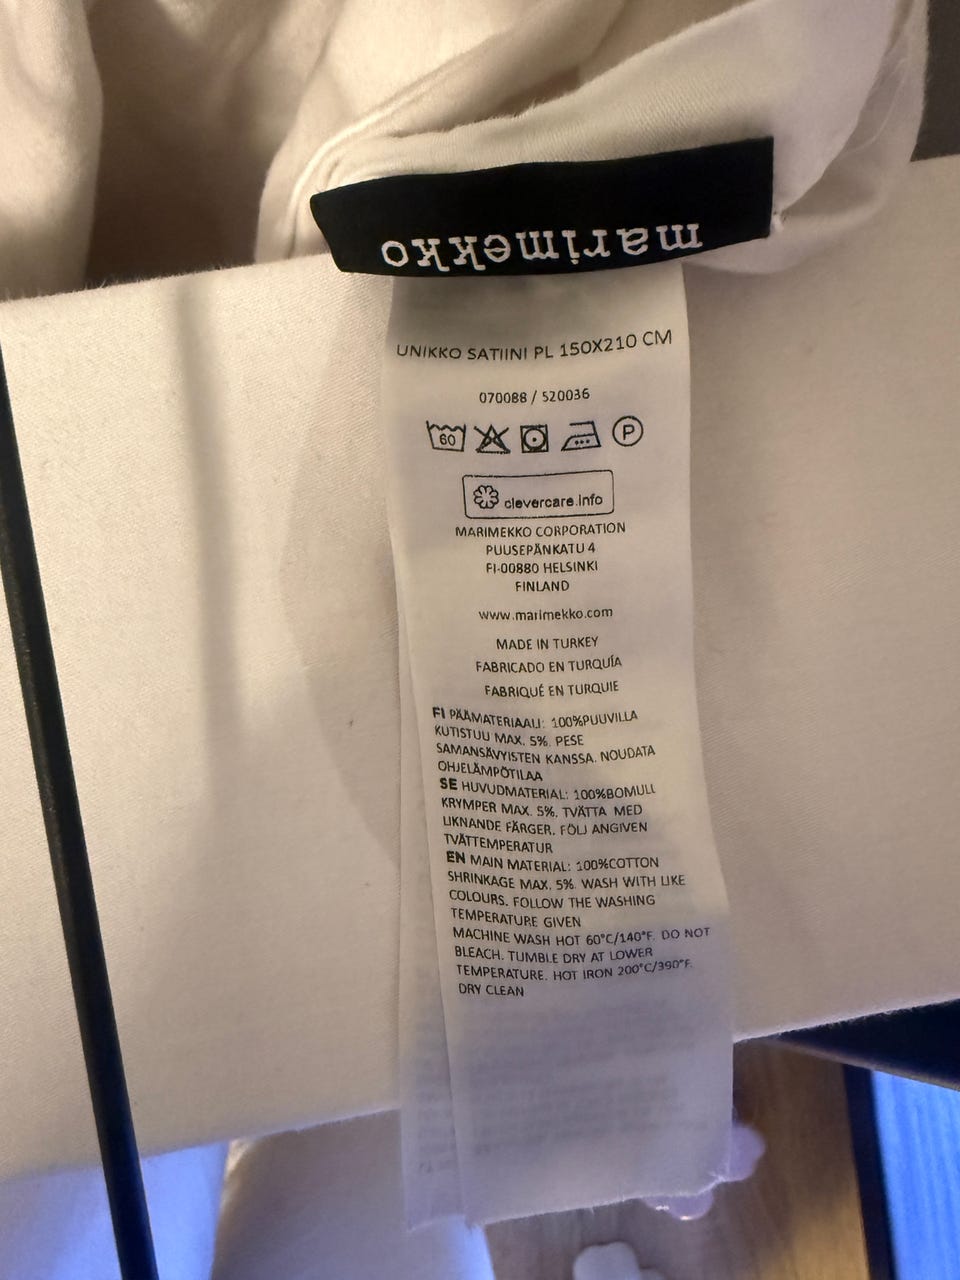 marimekko
UNIKKO SATIINI PL 150X210 CM
070088 / 520036
60
P
clevercare.info
MARIMEKKO CORPORATION
PUUSEPÄNKATU 4
FI-00880 HELSINKI
FINLAND
www.marimekko.com
MADE IN TURKEY
FABRICADO EN TURQUÍA
FABRIQUÉ EN TURQUIE
FI PÄÄMATERIAALI: 100%PUUVILLA
KUTISTUU MAX. 5%. PESE
SAMANSÄVYISTEN KANSSA. NOUDATA
OHJELÄMPÖTILAA
SE HUVUDMATERIAL: 100%BOMULL
KRYMPER MAX. 5%. TVÄTTA MED
LIKNANDE FÄRGER. FÖLJ ANGIVEN
TVÄTTEMPERATUR
EN MAIN MATERIAL: 100%COTTON
SHRINKAGE MAX. 5%. WASH WITH LIKE
COLOURS. FOLLOW THE WASHING
TEMPERATURE GIVEN
MACHINE WASH HOT 60°C/140°F. DO NOT
BLEACH. TUMBLE DRY AT LOWER
TEMPERATURE. HOT IRON 200°C/390°F.
DRY CLEAN